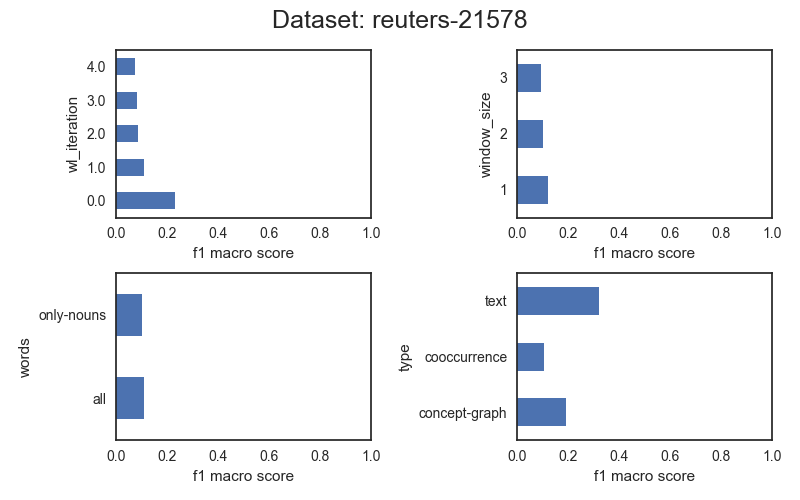 Dataset: reuters-21578
wl_iteration
4.0
3.0
2.0
1.0
0.0
0.0 0.2 0.4 0.6 0.8 1.0
f1 macro score
window_size
3
2
1
0.0 0.2 0.4 0.6 0.8 1.0
f1 macro score
words
only-nouns
all
0.0 0.2 0.4 0.6 0.8 1.0
f1 macro score
type
text
cooccurrence
concept-graph
0.0 0.2 0.4 0.6 0.8 1.0
f1 macro score